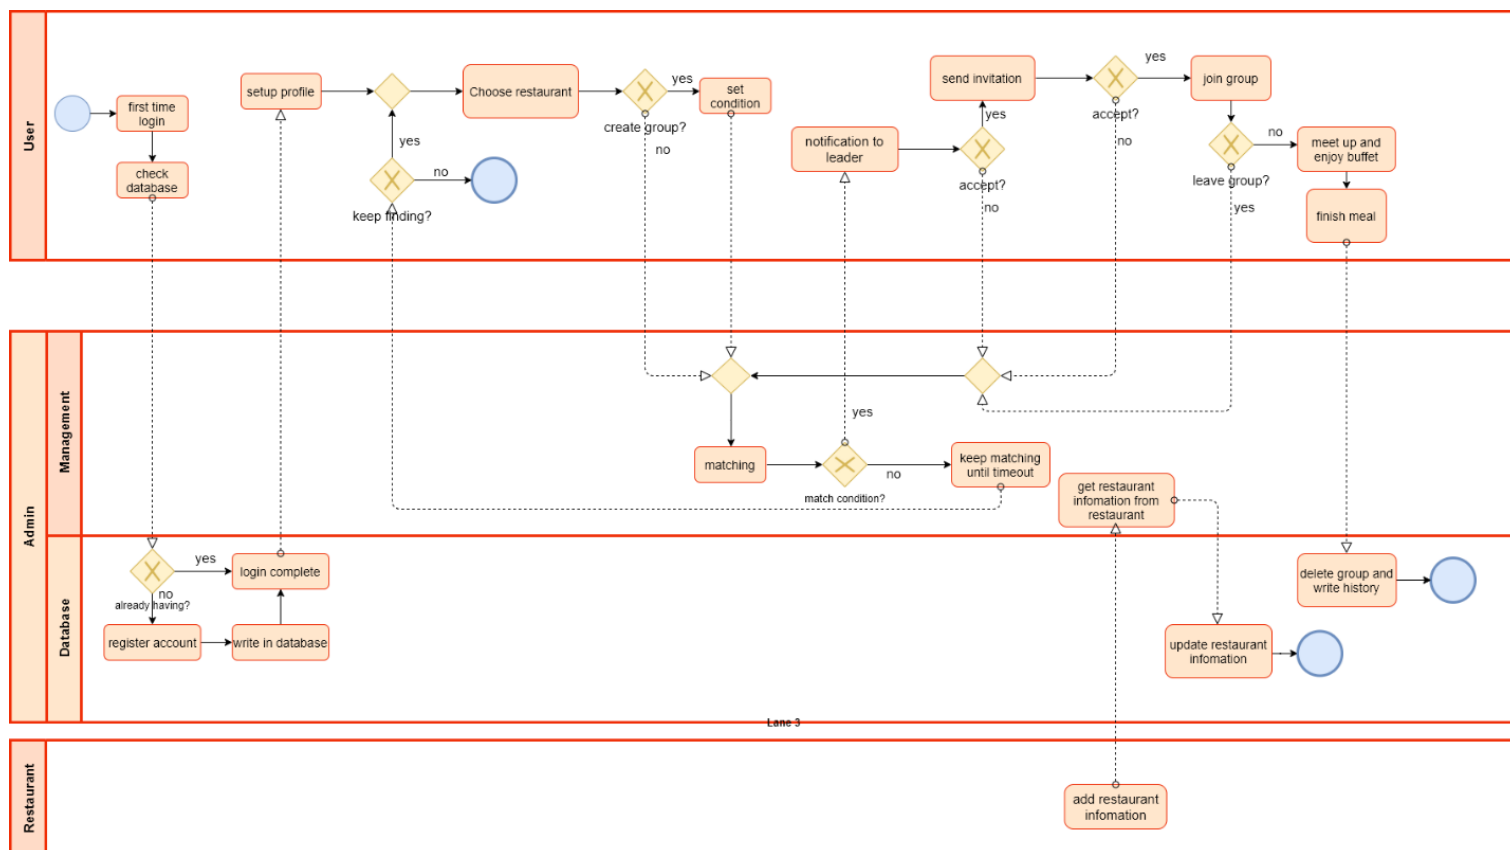 User
first time
login
check
database
setup profile
yes
no
keep finding?
Choose restaurant
yes
create group?
no
set
condition
notification to
leader
send invitation
yes
accept?
no
yes
accept?
no
join group
no
leave group?
yes
meet up and
enjoy buffet
finish meal
Admin
Management
matching
yes
no
match condition?
keep matching
until timeout
get restaurant
infomation from
restaurant
Database
yes
no
already having?
login complete
register account
write in database
update restaurant
infomation
delete group and
write history
Lane 3
Restaurant
add restaurant
infomation